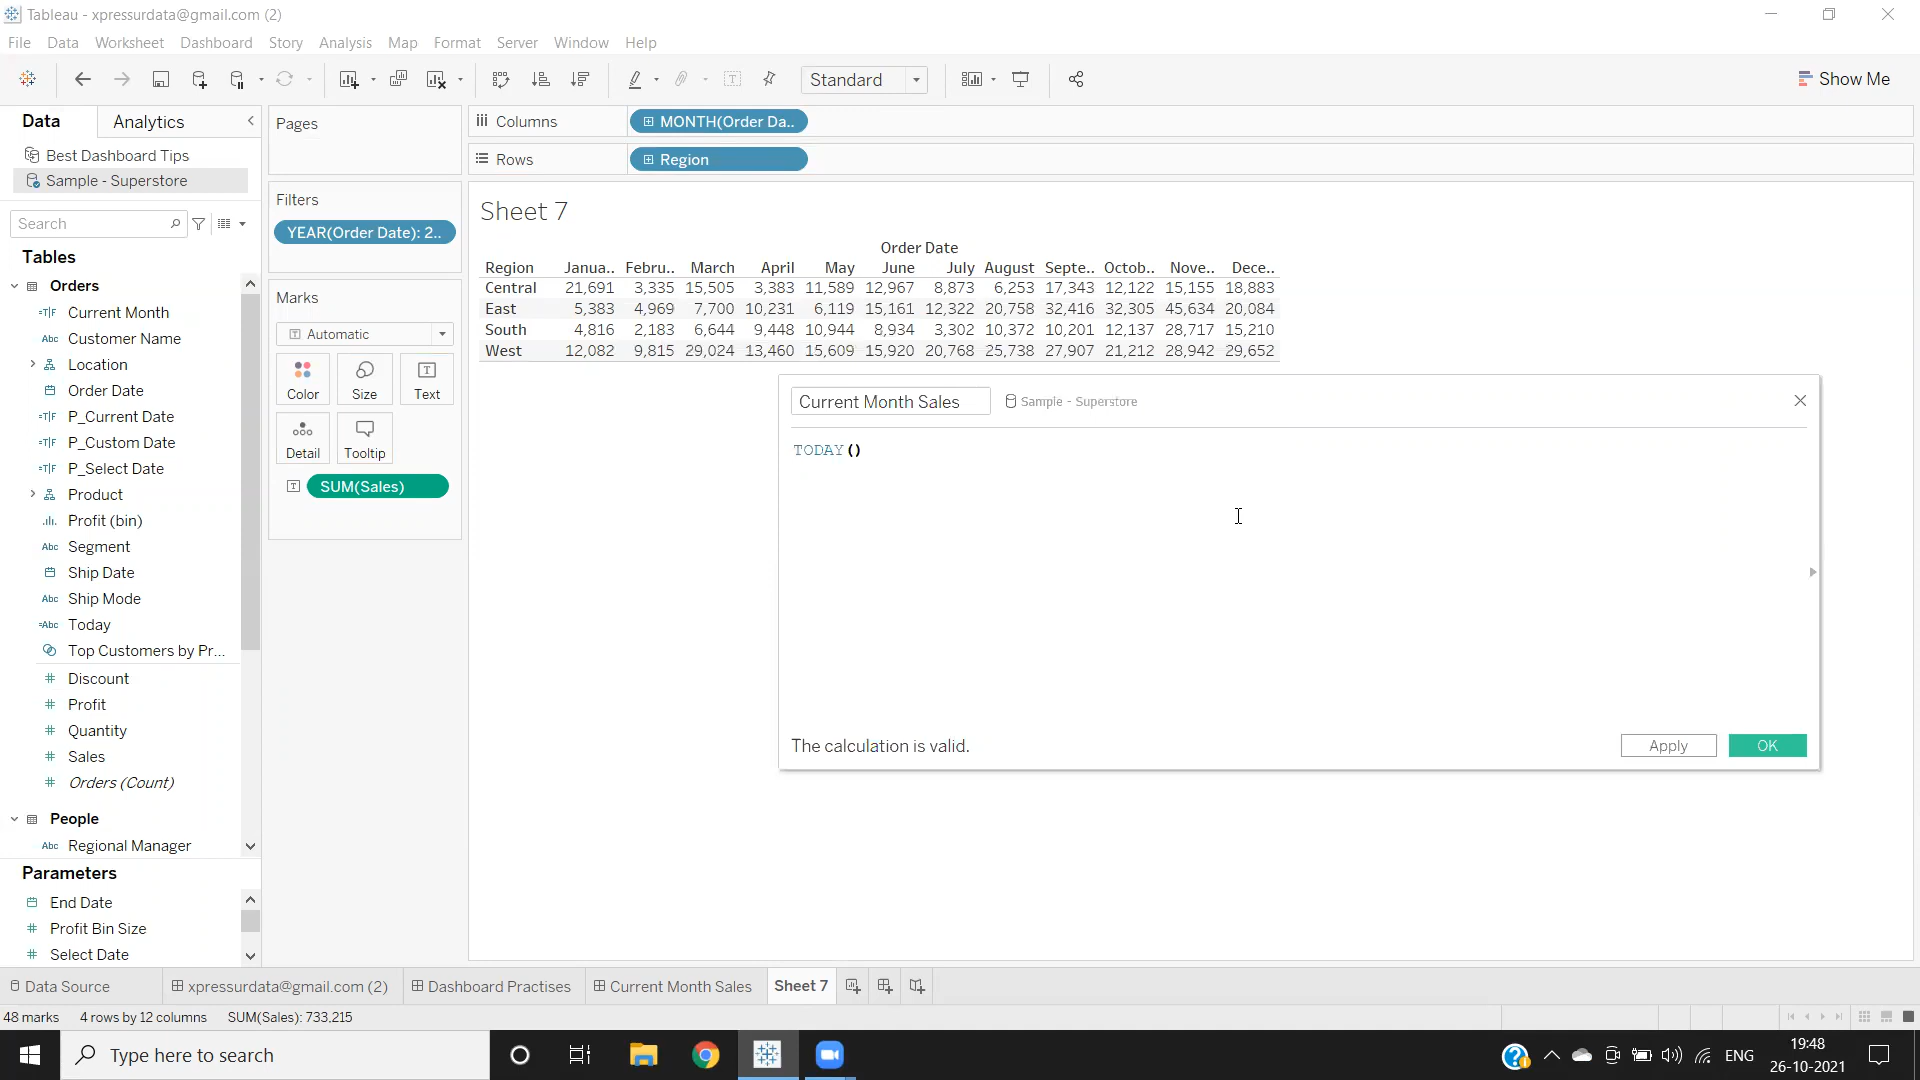 Tableau - xpressurdata@gmail.com (2)
File Data Worksheet Dashboard Story Analysis Map Format Server Window Help
Standard
Show Me
Data Analytics
Best Dashboard Tips
Sample - Superstore
Search
Tables
Orders
Current Month
Customer Name
Location
Order Date
P_Current Date
P_Custom Date
P_Select Date
Product
Profit (bin)
Segment
Ship Date
Ship Mode
Today
Top Customers by Pr...
Discount
Profit
Quantity
Sales
Orders (Count)
People
Regional Manager
Parameters
End Date
Profit Bin Size
Select Date
Pages
Filters
YEAR(Order Date): 2..
Marks
Automatic
Color Size Text
Detail Tooltip
SUM(Sales)
Columns MONTH(Order Da..
Rows Region
Sheet 7
Order Date
Region Janua.. Febru.. March April May June July August Septe.. Octob.. Nove.. Dece..
Central 21,691 3,335 15,505 3,383 11,589 12,967 8,873 6,253 17,343 12,122 15,155 18,883
East 5,383 4,969 7,700 10,231 6,119 15,161 12,322 20,758 32,416 32,305 45,634 20,084
South 4,816 2,183 6,644 9,448 10,944 8,934 3,302 10,372 10,201 12,137 28,717 15,210
West 12,082 9,815 29,024 13,460 15,609 15,920 20,768 25,738 27,907 21,212 28,942 29,652
Current Month Sales Sample - Superstore
TODAY()
The calculation is valid.
Apply OK
Data Source xpressurdata@gmail.com (2) Dashboard Practises Current Month Sales Sheet 7
48 marks 4 rows by 12 columns SUM(Sales): 733,215
Type here to search
ENG
19:48
26-10-2021